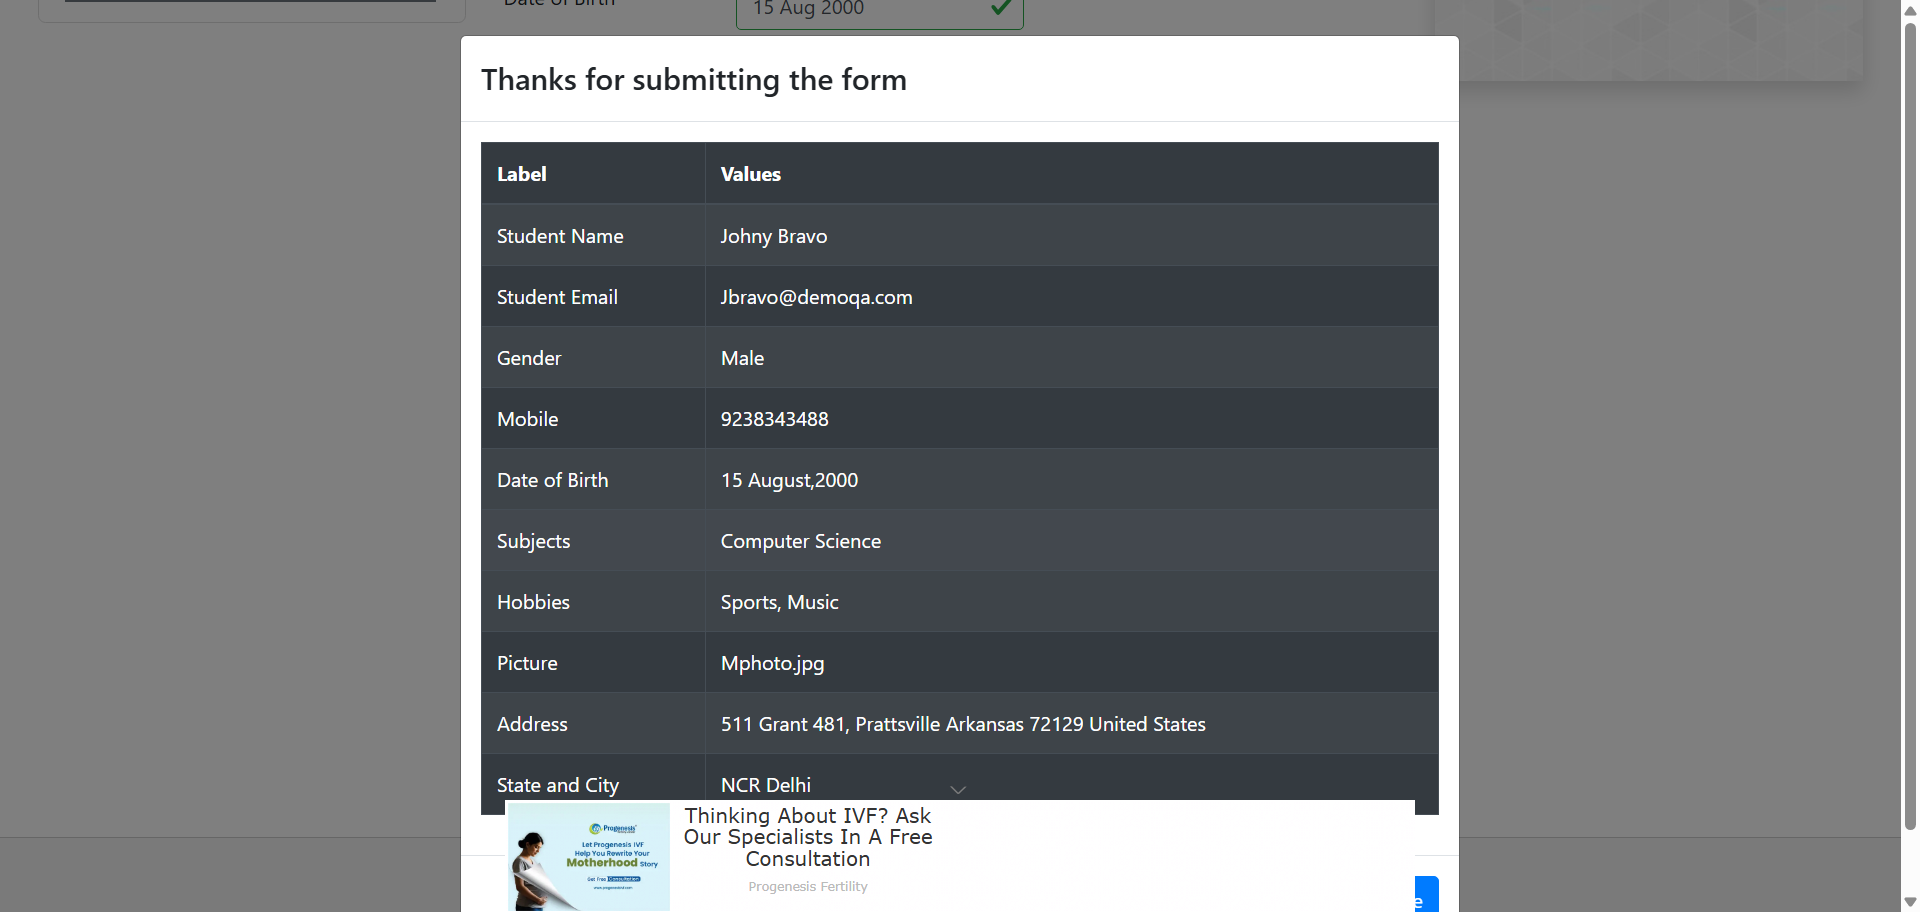 Date of Birth
15 Aug 2000
Thanks for submitting the form
Label Values
Student Name Johny Bravo
Student Email Jbravo@demoqa.com
Gender Male
Mobile 9238343488
Date of Birth 15 August,2000
Subjects Computer Science
Hobbies Sports, Music
Picture Mphoto.jpg
Address 511 Grant 481, Prattsville Arkansas 72129 United States
State and City NCR Delhi
Progenesis
Let Progenesis IVF
Help You Rewrite Your
Motherhood Story
Get Free Consultation
Thinking About IVF? Ask
Our Specialists In A Free
Consultation
Progenesis Fertility
e